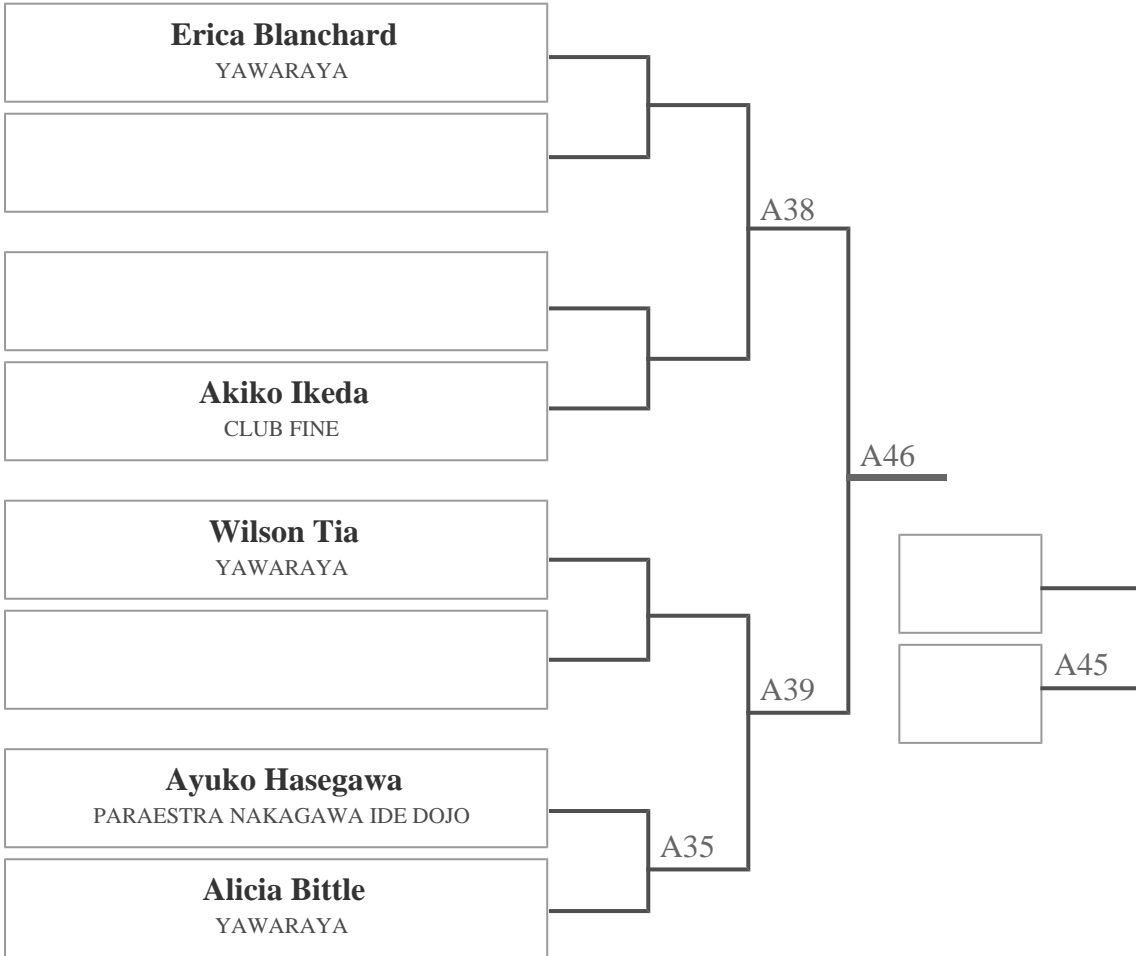 Erica Blanchard
YAWARAYA
A38
Akiko Ikeda
CLUB FINE
A46
Wilson Tia
YAWARAYA
A45
A39
Ayuko Hasegawa
PARAESTRA NAKAGAWA IDE DOJO
A35
Alicia Bittle
YAWARAYA